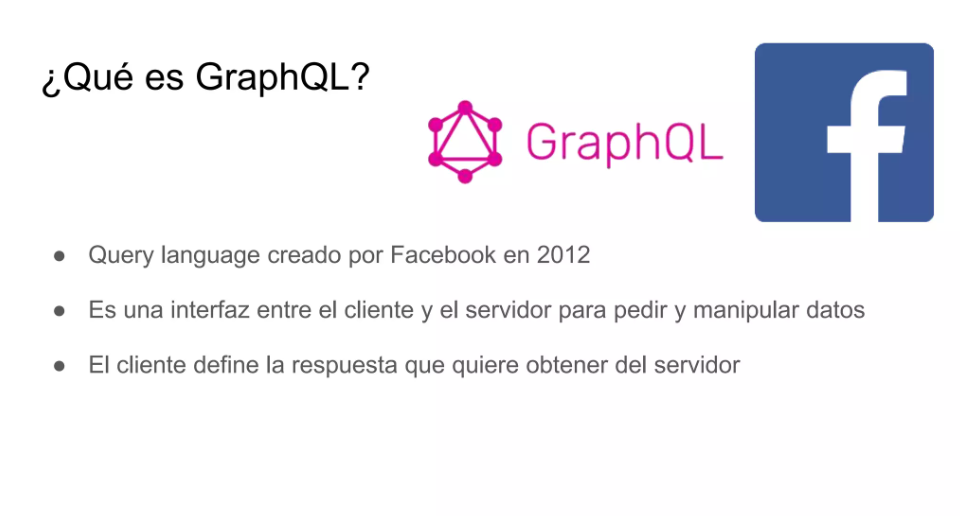 ¿Qué es GraphQL?
GraphQL
● Query language creado por Facebook en 2012
● Es una interfaz entre el cliente y el servidor para pedir y manipular datos
● El cliente define la respuesta que quiere obtener del servidor